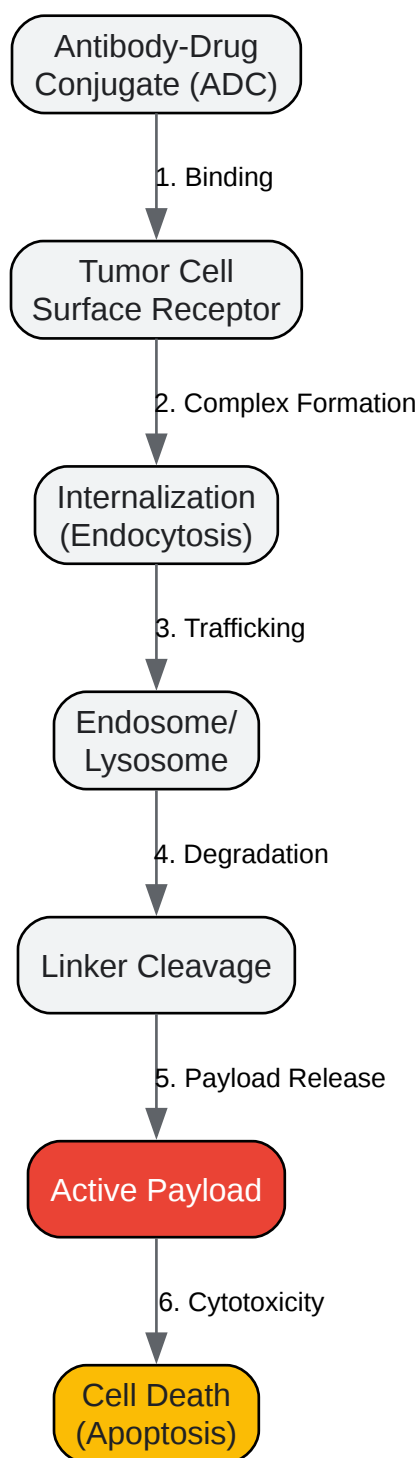 Antibody-Drug
Conjugate (ADC)
1. Binding
Tumor Cell
Surface Receptor
2. Complex Formation
Internalization
(Endocytosis)
3. Trafficking
Endosome/
Lysosome
4. Degradation
Linker Cleavage
5. Payload Release
Active Payload
6. Cytotoxicity
Cell Death
(Apoptosis)